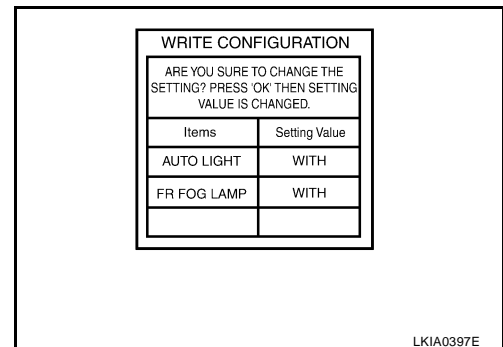 WRITE CONFIGURATION
ARE YOU SURE TO CHANGE THE
SETTING? PRESS 'OK' THEN SETTING
VALUE IS CHANGED.
Items Setting Value
AUTO LIGHT WITH
FR FOG LAMP WITH
LKIA0397E